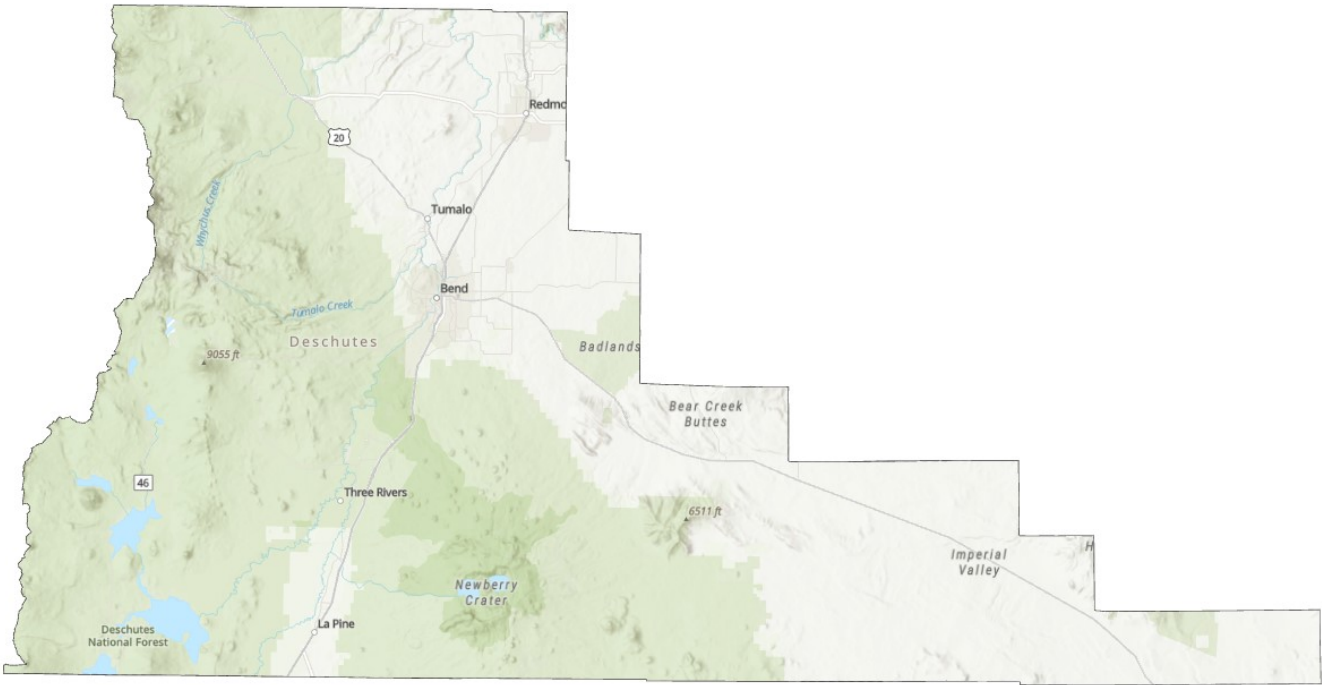 Redmo
20
Whychus Creek
Tumalo
Bend
Tumalo Creek
Deschutes
9055 ft
Badlands
Bear Creek
Buttes
46
Three Rivers
6511 ft
Imperial
Valley
H
Newberry
Crater
La Pine
Deschutes
National Forest